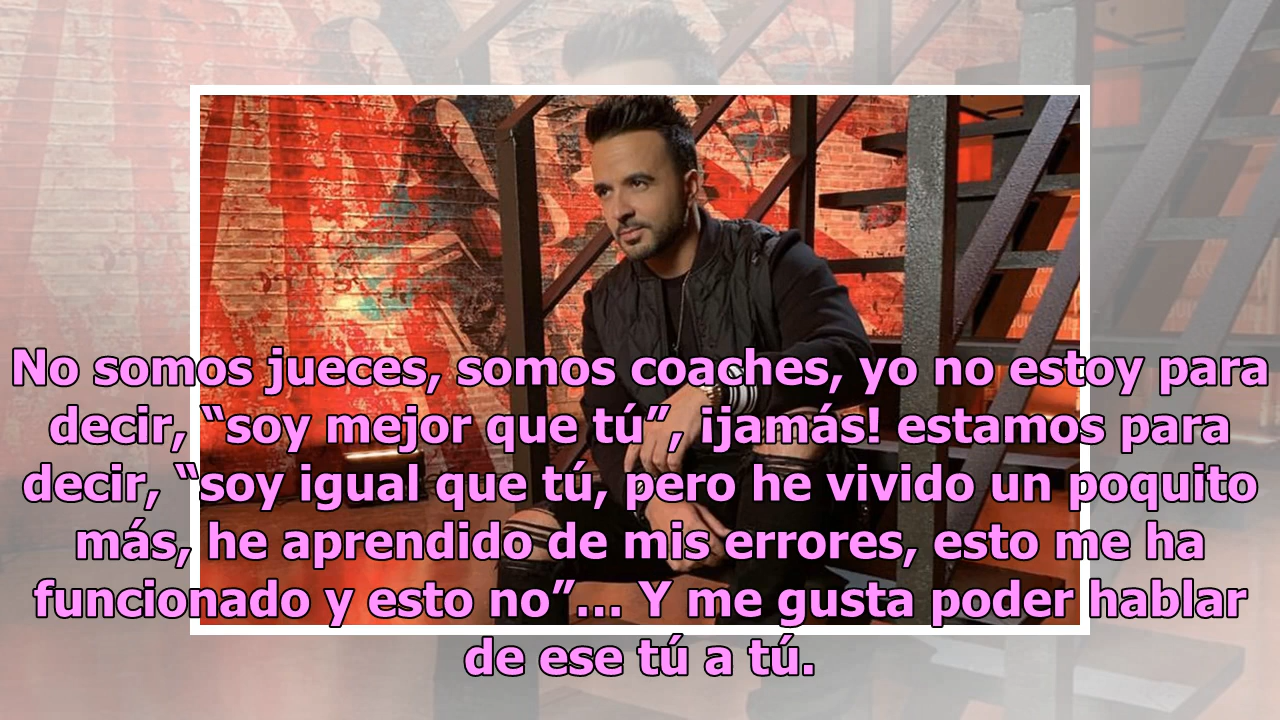 No somos jueces, somos coaches, yo no estoy para
decir, “soy mejor que tú”, ¡jamás! estamos para
decir, “soy igual que tú, pero he vivido un poquito
más, he aprendido de mis errores, esto me ha
funcionado y esto no”... Y me gusta poder hablar
de ese tú a tú.